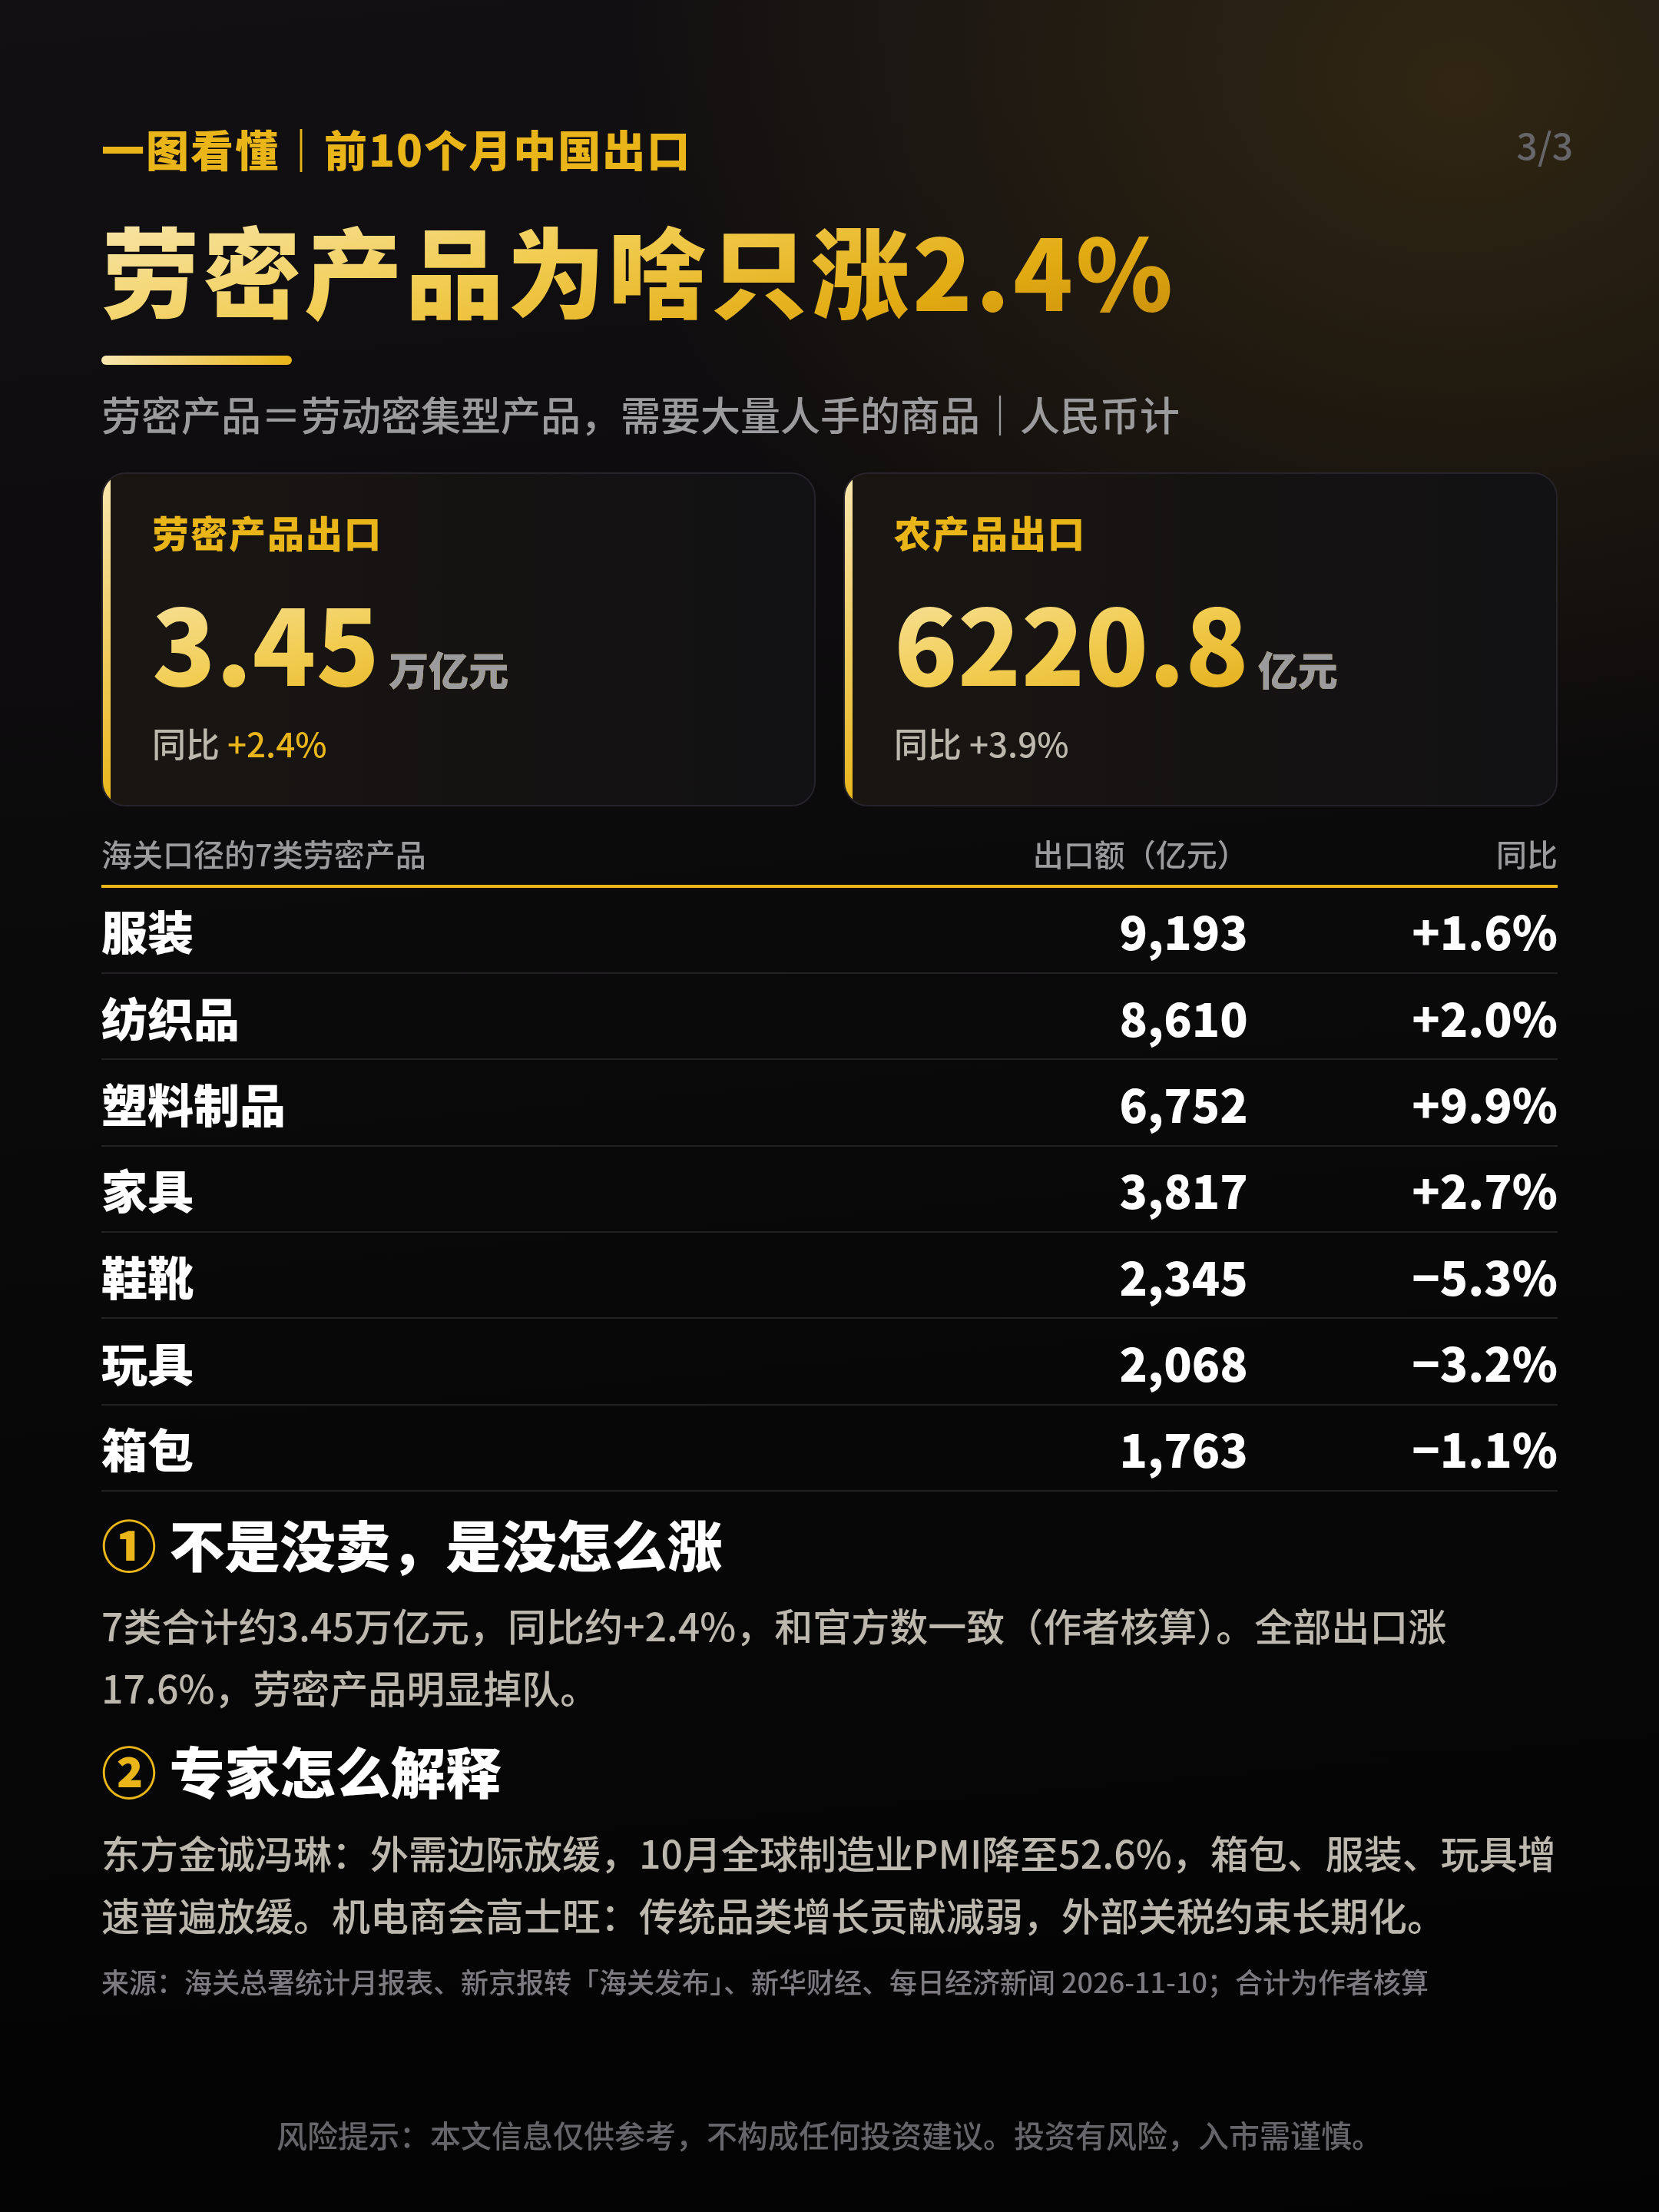 一图看懂｜前10个月中国出口
3/3
劳密产品为啥只涨2.4%
劳密产品＝劳动密集型产品，需要大量人手的商品｜人民币计
劳密产品出口
3.45 万亿元
同比 +2.4%
农产品出口
6220.8 亿元
同比 +3.9%
海关口径的7类劳密产品 出口额（亿元） 同比
服装 9,193 +1.6%
纺织品 8,610 +2.0%
塑料制品 6,752 +9.9%
家具 3,817 +2.7%
鞋靴 2,345 −5.3%
玩具 2,068 −3.2%
箱包 1,763 −1.1%
① 不是没卖，是没怎么涨
7类合计约3.45万亿元，同比约+2.4%，和官方数一致（作者核算）。全部出口涨
17.6%，劳密产品明显掉队。
② 专家怎么解释
东方金诚冯琳：外需边际放缓，10月全球制造业PMI降至52.6%，箱包、服装、玩具增
速普遍放缓。机电商会高士旺：传统品类增长贡献减弱，外部关税约束长期化。
来源：海关总署统计月报表、新京报转「海关发布」、新华财经、每日经济新闻 2026-11-10；合计为作者核算
风险提示：本文信息仅供参考，不构成任何投资建议。投资有风险，入市需谨慎。